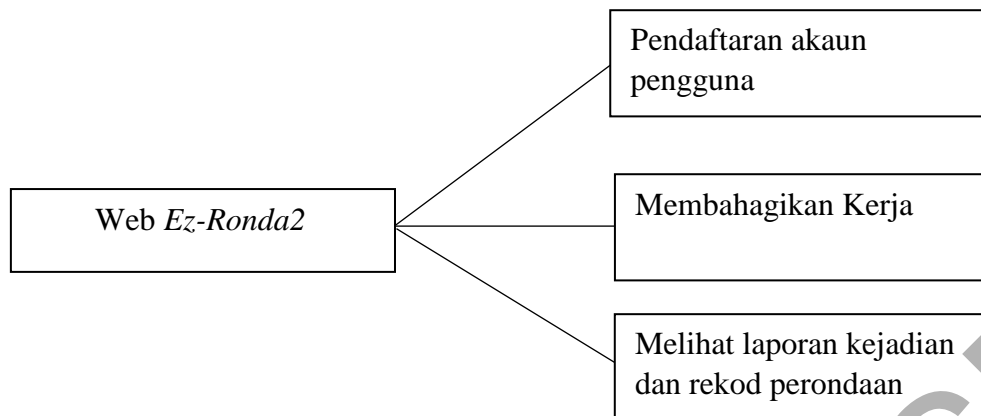 Pendaftaran akaun
pengguna
Web Ez-Ronda2
Membahagikan Kerja
Melihat laporan kejadian
dan rekod perondaan